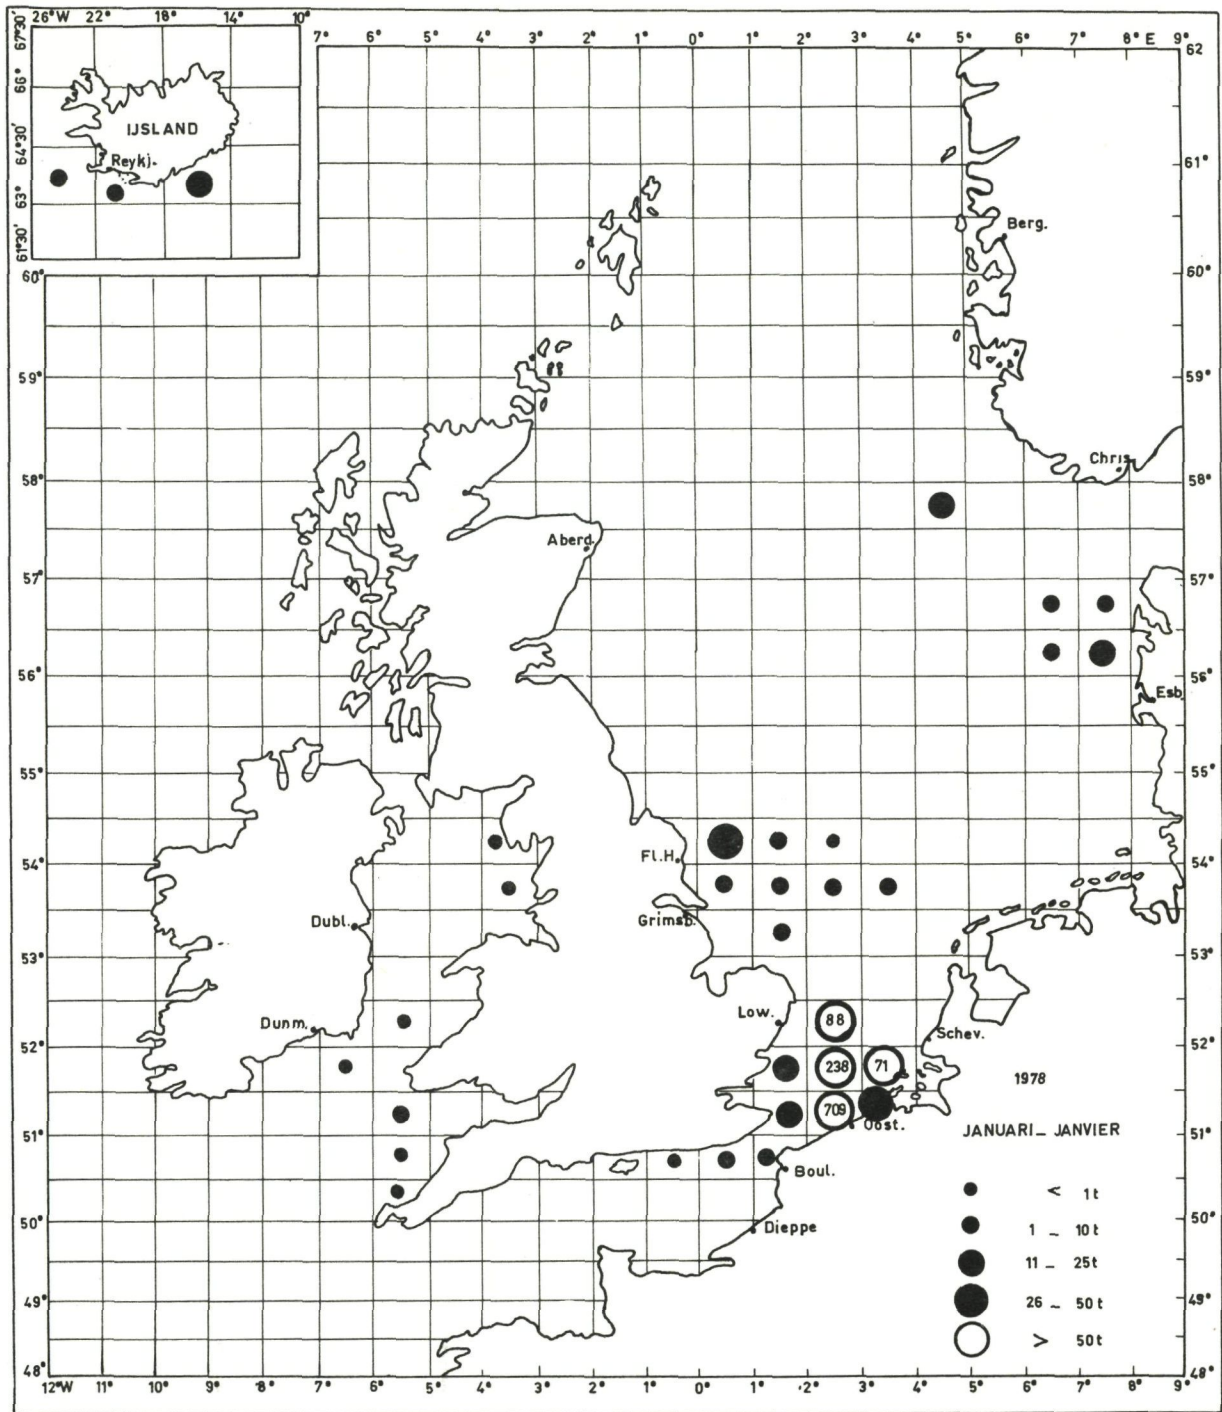 26°W 22° 18° 14° 10°
67°30'
66°
64°30'
63°
61°30'
IJSLAND
Reykj.
7° 6° 5° 4° 3° 2° 1° 0° 1° 2° 3° 4° 5° 6° 7° 8° E 9°
62
61°
61°
Berg.
60°
60°
59°
59°
Chris
58°
58°
Aberd.
57°
57°
56°
56°
Esb
55°
55°
Fl.H.
54°
54°
Grimsb.
Dubl.
53°
53°
Low.
88
Dunm.
Schev.
52°
52°
238
71
1978
709
Oost.
51°
51°
JANUARI _ JANVIER
Boul.
< 1t
50°
Dieppe
50°
1 _ 10t
11 _ 25t
49°
26 _ 50t
49°
> 50t
48°
48°
12°W 10° 9° 8° 7° 6° 5° 4° 3° 2° 1° 0° 1° 2° 3° 4° 5° 6° 7° 8° 9°